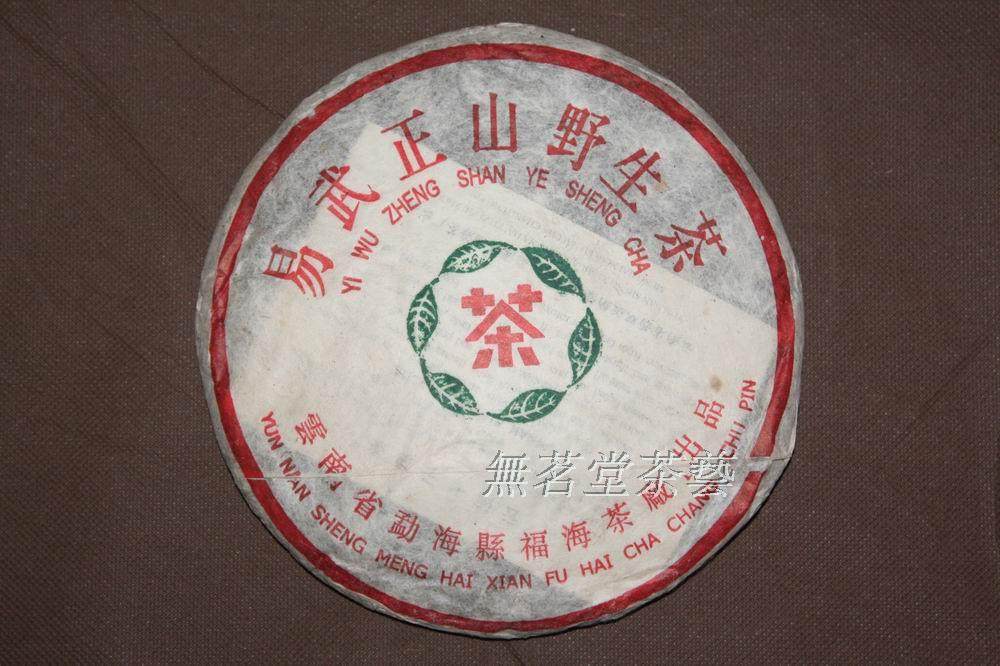 易武正山野生茶
YI WU ZHENG SHAN YE SHENG CHA
茶
無茗堂茶藝
雲南省勐海縣福海茶廠出品
YUN NAN SHENG MENG HAI XIAN FU HAI CHA CHANG CHU PIN